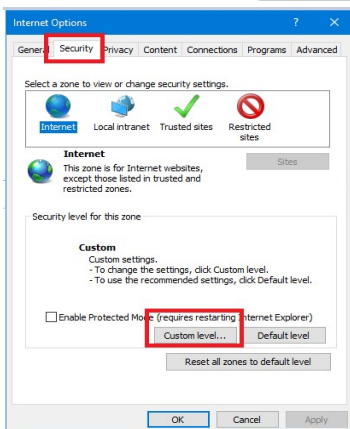 Internet Options ? ×
General Security Privacy Content Connections Programs Advanced
Select a zone to view or change security settings.
Internet Local intranet Trusted sites Restricted
sites
Internet
This zone is for Internet websites,
except those listed in trusted and
restricted zones.
Sites
Security level for this zone
Custom
Custom settings.
- To change the settings, click Custom level.
- To use the recommended settings, click Default level.
Enable Protected Mode (requires restarting Internet Explorer)
Custom level... Default level
Reset all zones to default level
OK Cancel Apply